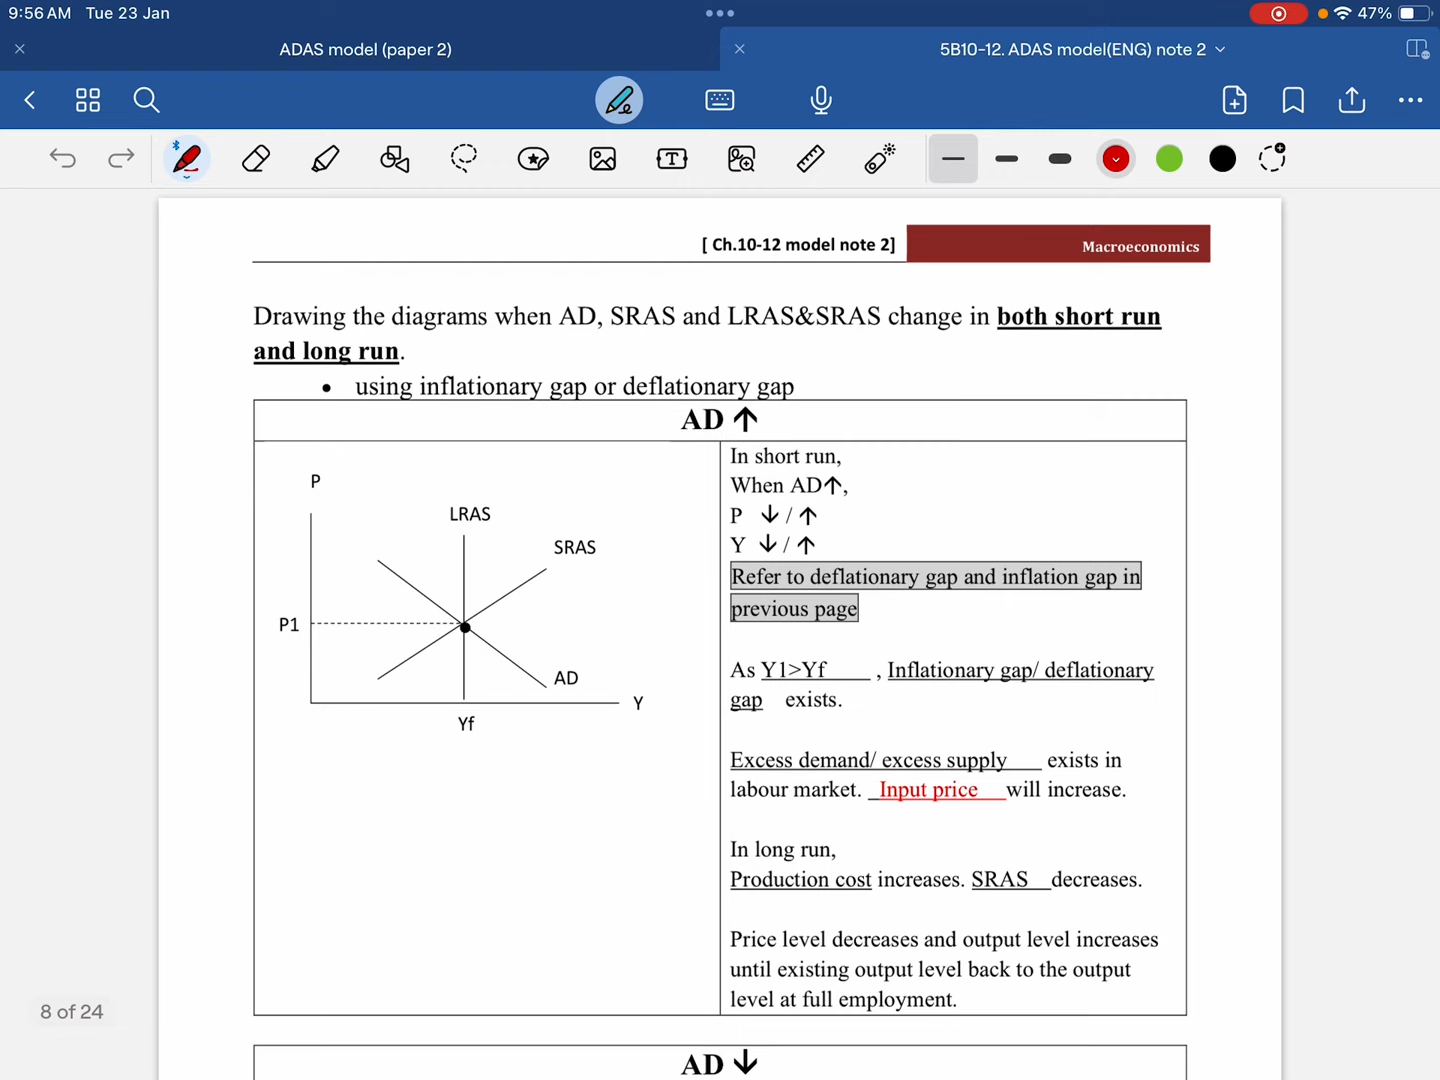 9:56 AM Tue 23 Jan
47%
ADAS model (paper 2)
5B10-12. ADAS model(ENG) note 2
[ Ch.10-12 model note 2]
Macroeconomics
Drawing the diagrams when AD, SRAS and LRAS&SRAS change in both short run
and long run.
• using inflationary gap or deflationary gap
AD ↑
P
LRAS
SRAS
P1
AD
Y
Yf
In short run,
When AD↑,
P ↓ / ↑
Y ↓ / ↑
Refer to deflationary gap and inflation gap in
previous page
As Y1>Yf____ , Inflationary gap/ deflationary
gap exists.
Excess demand/ excess supply___ exists in
labour market. _Input price__ will increase.
In long run,
Production cost increases. SRAS__decreases.
Price level decreases and output level increases
until existing output level back to the output
level at full employment.
8 of 24
AD ↓